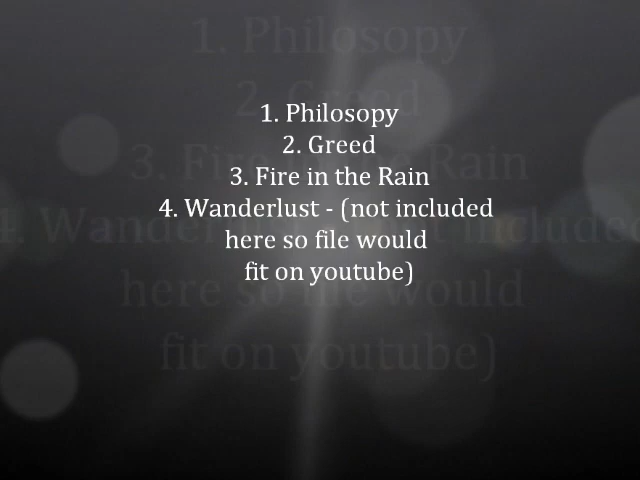 1. Philosopy
2. Greed
3. Fire in the Rain
4. Wanderlust - (not included
here so file would
fit on youtube)